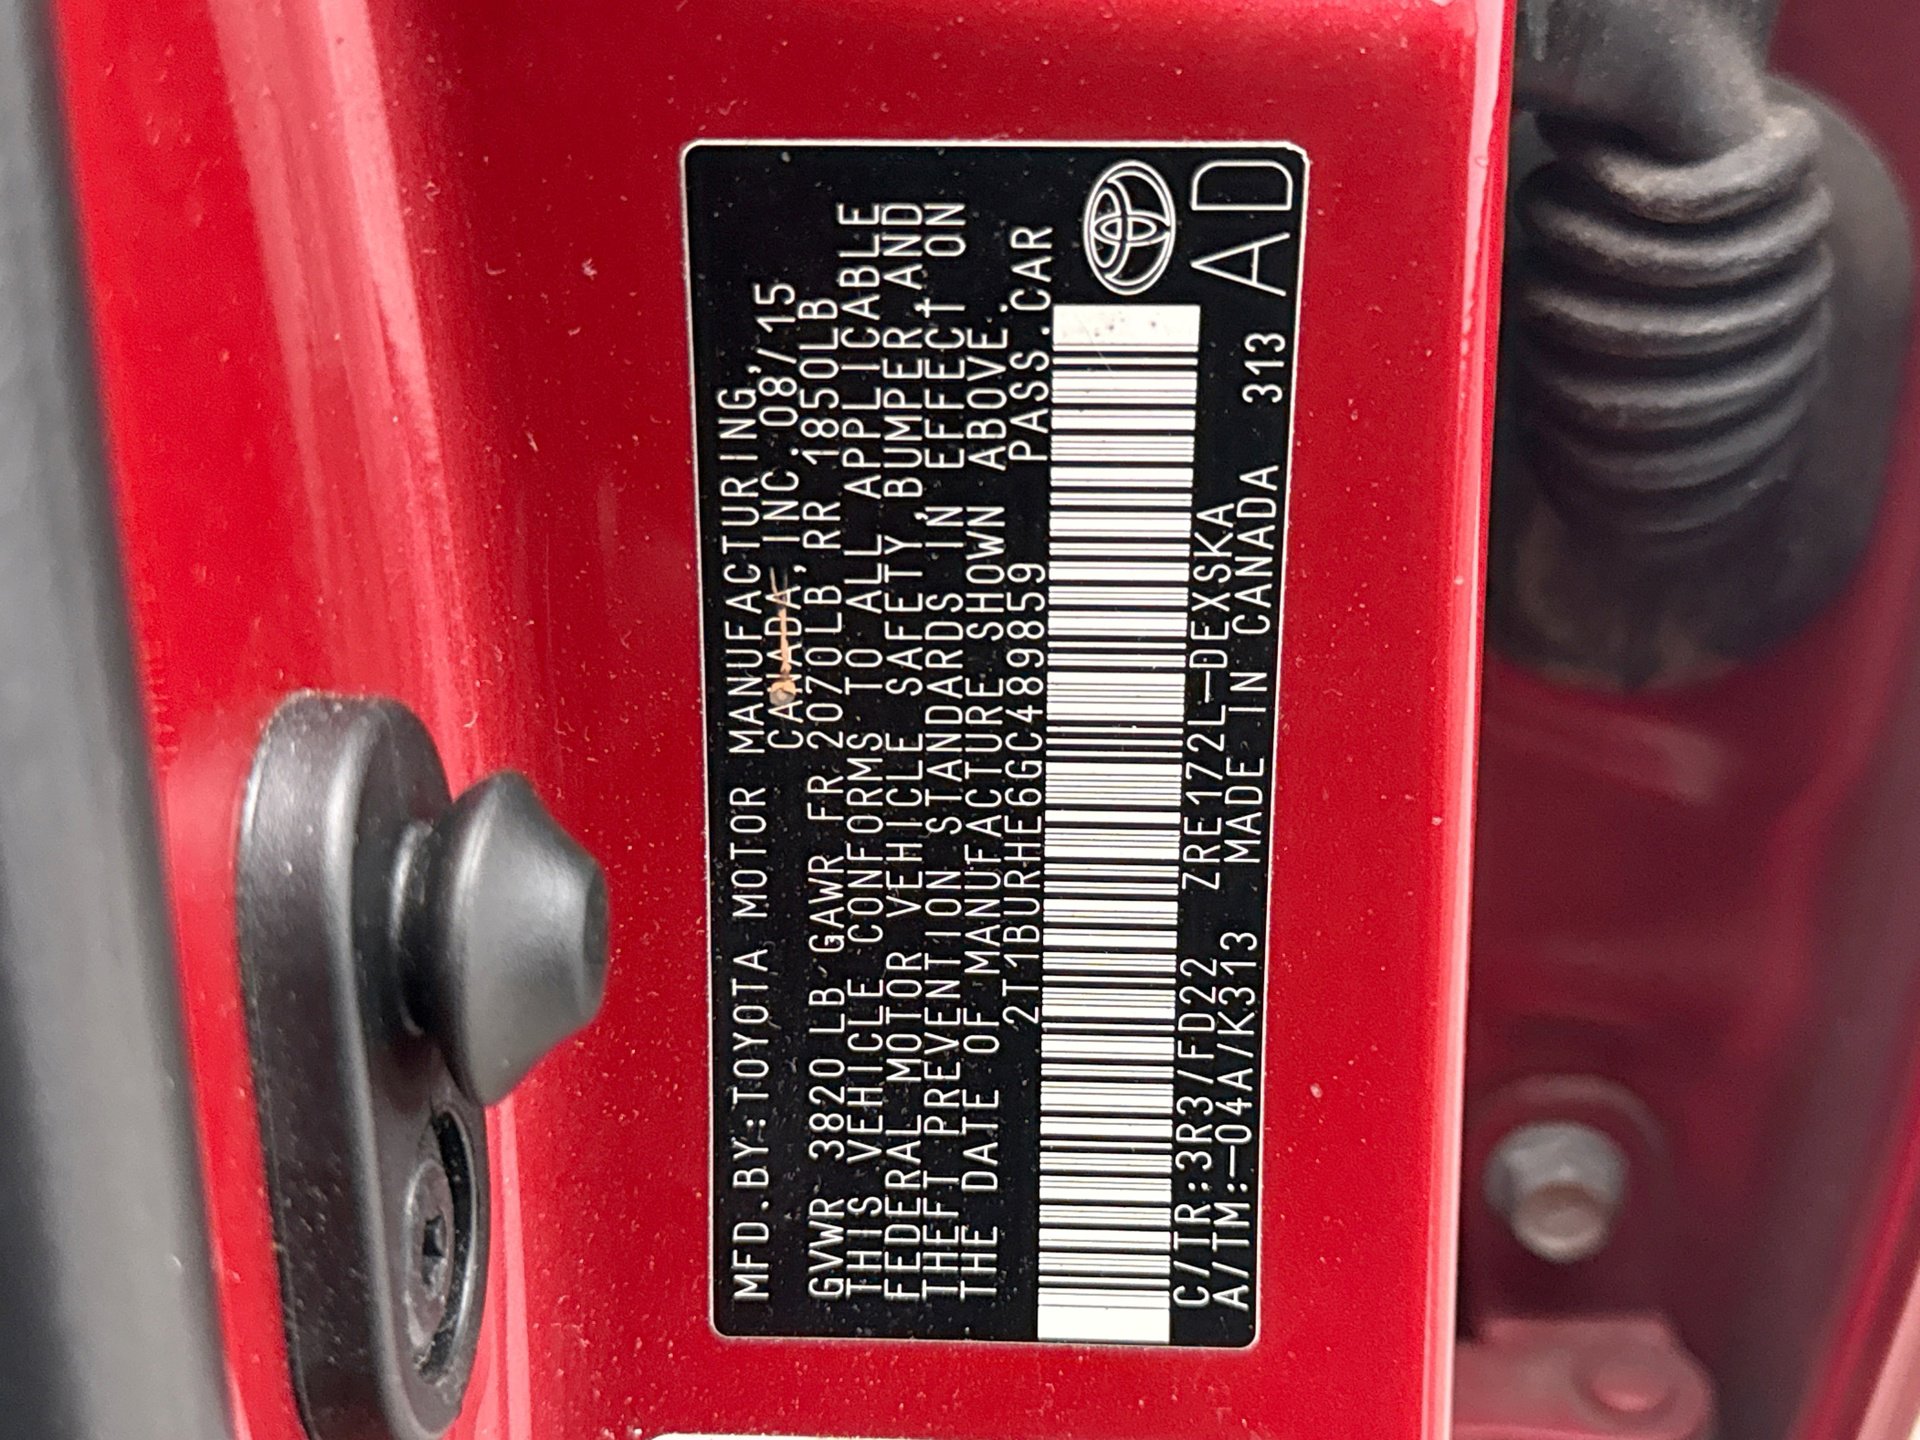 MFD.BY:TOYOTA MOTOR MANUFACTURING,
CANADA, INC. 08/15
GVWR 3820LB GAWR FR 2070LB, RR 1850LB
THIS VEHICLE CONFORMS TO ALL APPLICABLE
FEDERAL MOTOR VEHICLE SAFETY, BUMPER AND
THEFT PREVENTION STANDARDS IN EFFECT ON
THE DATE OF MANUFACTURE SHOWN ABOVE.
2T1BURHE6GC489859 PASS.CAR
C/TR:3R3/FD22 ZRE172L-DEXSKA
A/TM:-04A/K313 MADE IN CANADA 313
AD